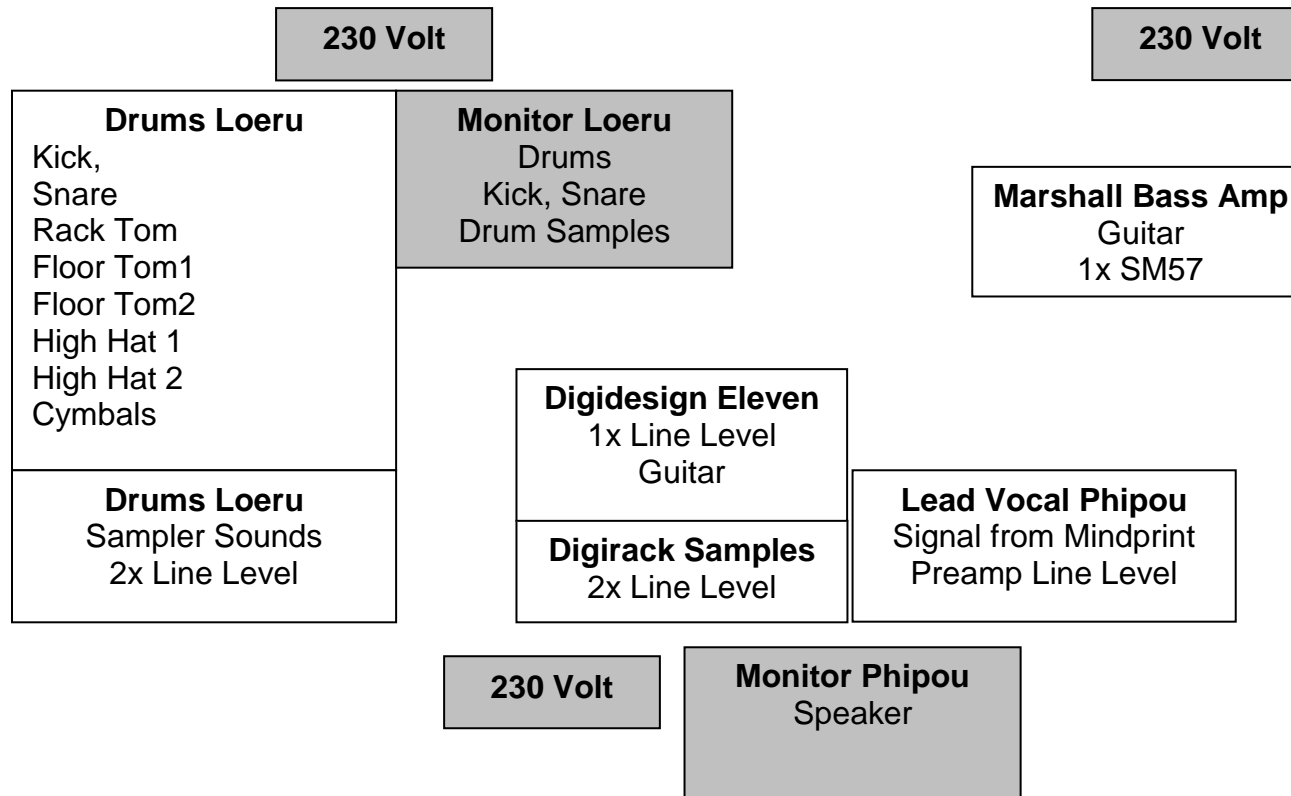 230 Volt
230 Volt
Drums Loeru
Kick,
Snare
Rack Tom
Floor Tom1
Floor Tom2
High Hat 1
High Hat 2
Cymbals
Monitor Loeru
Drums
Kick, Snare
Drum Samples
Marshall Bass Amp
Guitar
1x SM57
Digidesign Eleven
1x Line Level
Guitar
Drums Loeru
Sampler Sounds
2x Line Level
Digirack Samples
2x Line Level
Lead Vocal Phipou
Signal from Mindprint
Preamp Line Level
230 Volt
Monitor Phipou
Speaker